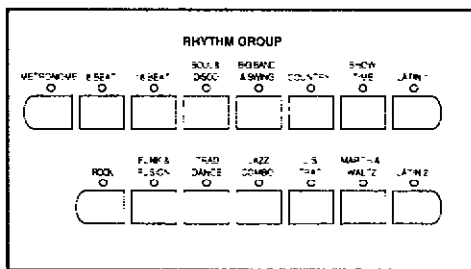 RHYTHM GROUP
METRONOME 8 BEAT 16 BEAT SOUL & DISCO BIG BAND & SWING COUNTRY SHOW TIME LATIN 1
ROCK FUNK & FUSION TRAD DANCE JAZZ COMBO U.S. TRAD MARCH & WALTZ LATIN 2